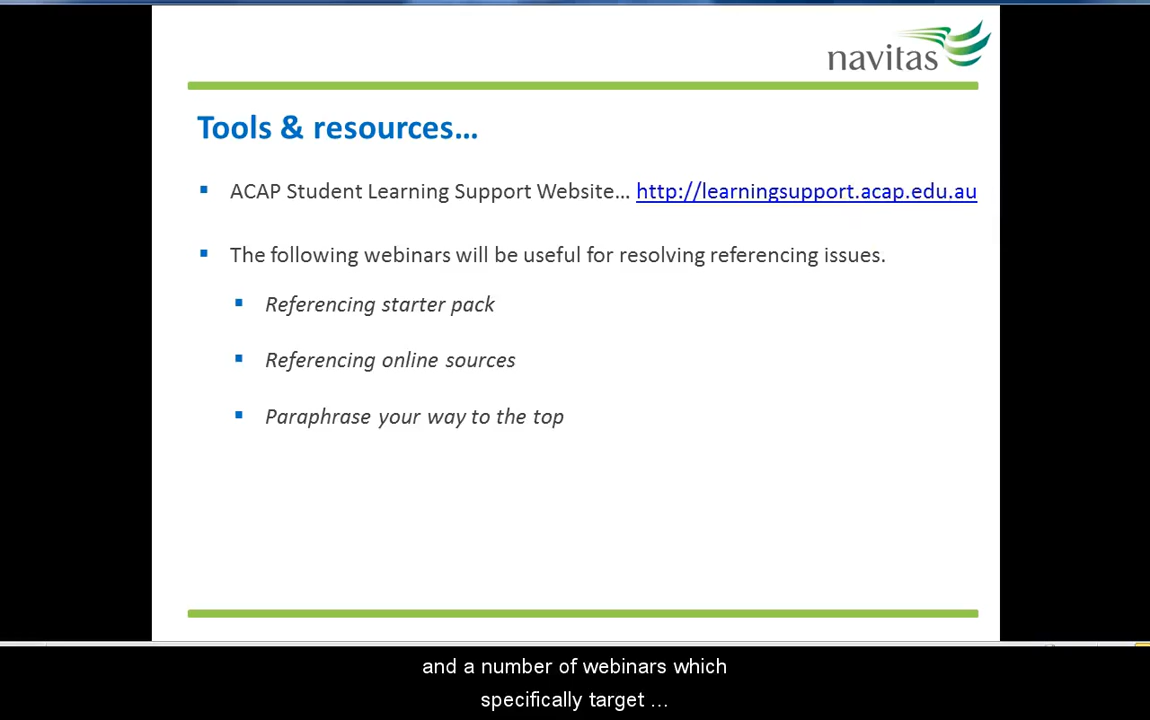 navitas
Tools & resources…
ACAP Student Learning Support Website… http://learningsupport.acap.edu.au
The following webinars will be useful for resolving referencing issues.
Referencing starter pack
Referencing online sources
Paraphrase your way to the top
and a number of webinars which
specifically target …